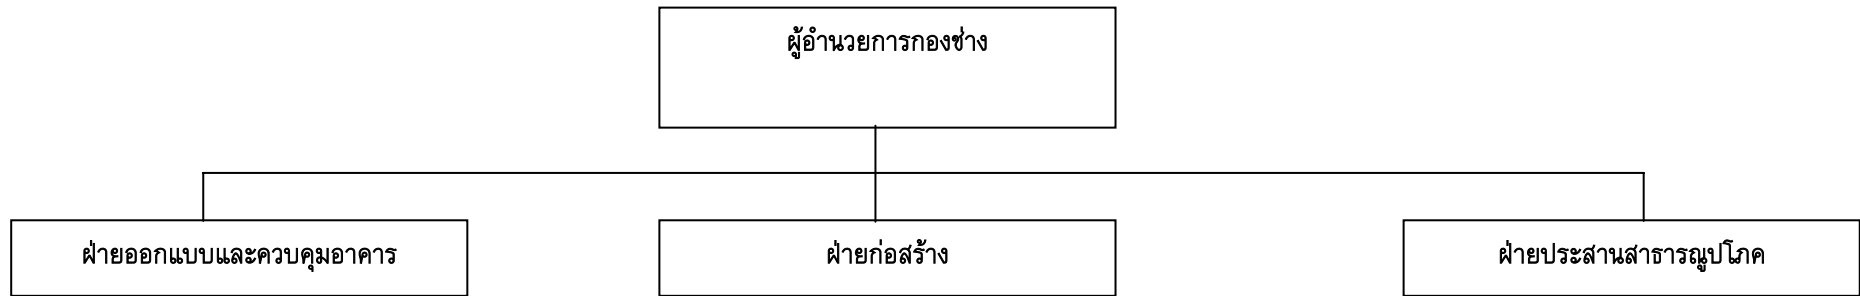 ผู้อำนวยการกองช่าง
ฝ่ายออกแบบและควบคุมอาคาร
ฝ่ายก่อสร้าง
ฝ่ายประสานสาธารณูปโภค